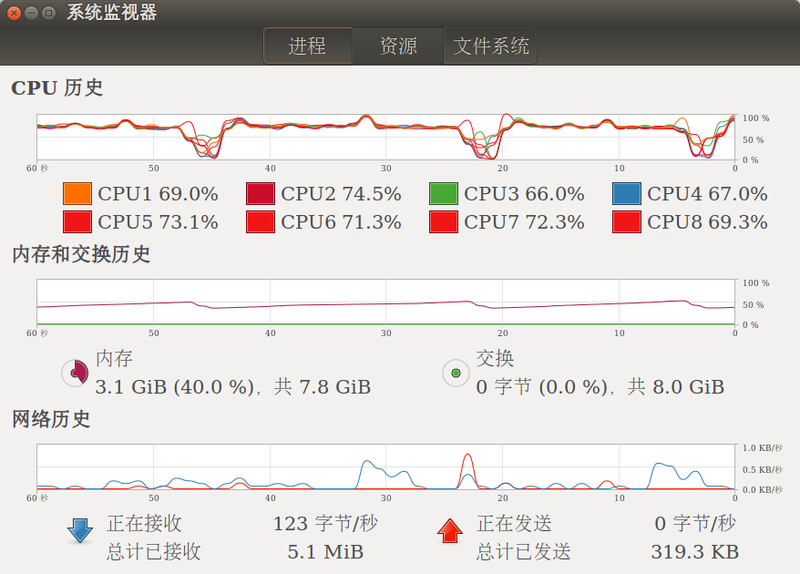 系统监视器
进程 资源 文件系统
CPU 历史
100 %
50 %
0 %
60 秒 50 40 30 20 10 0
CPU1 69.0% CPU2 74.5% CPU3 66.0% CPU4 67.0%
CPU5 73.1% CPU6 71.3% CPU7 72.3% CPU8 69.3%
内存和交换历史
100 %
50 %
0 %
60 秒 50 40 30 20 10 0
内存 交换
3.1 GiB (40.0 %)，共 7.8 GiB 0 字节 (0.0 %)，共 8.0 GiB
网络历史
1.0 KB/秒
0.5 KB/秒
0.0 KB/秒
60 秒 50 40 30 20 10 0
正在接收 123 字节/秒 正在发送 0 字节/秒
总计已接收 5.1 MiB 总计已发送 319.3 KB